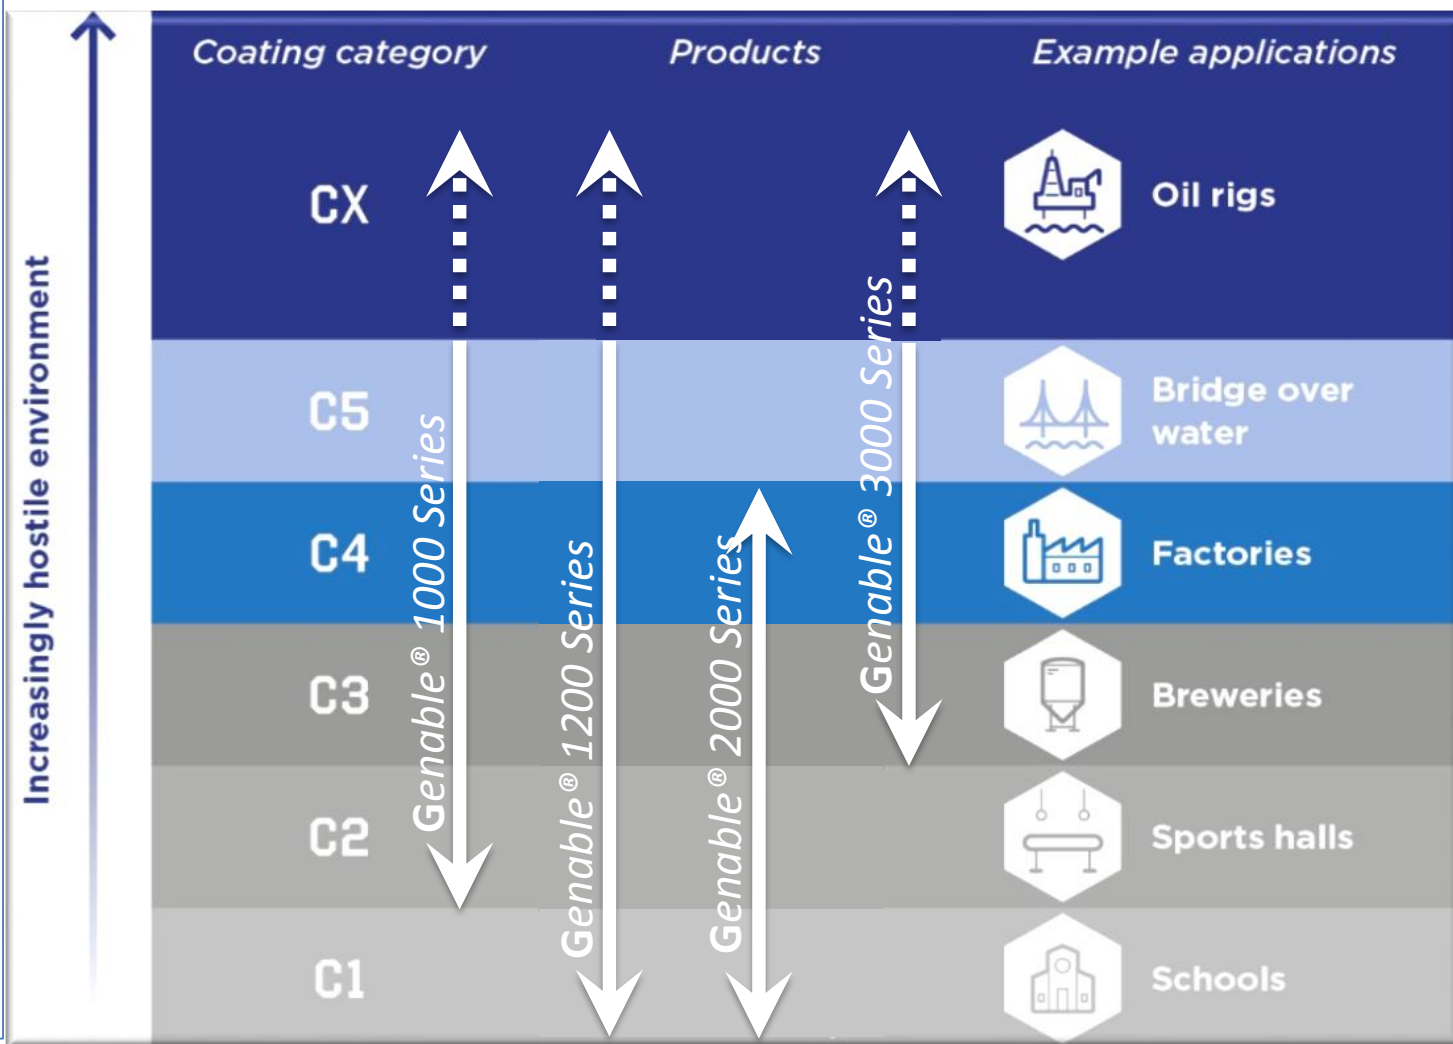 Coating category
Products
Example applications
Increasingly hostile environment
CX
Oil rigs
C5
Bridge over
water
C4
Factories
C3
Breweries
C2
Sports halls
C1
Schools
Genable® 1000 Series
Genable® 1200 Series
Genable® 2000 Series
Genable® 3000 Series